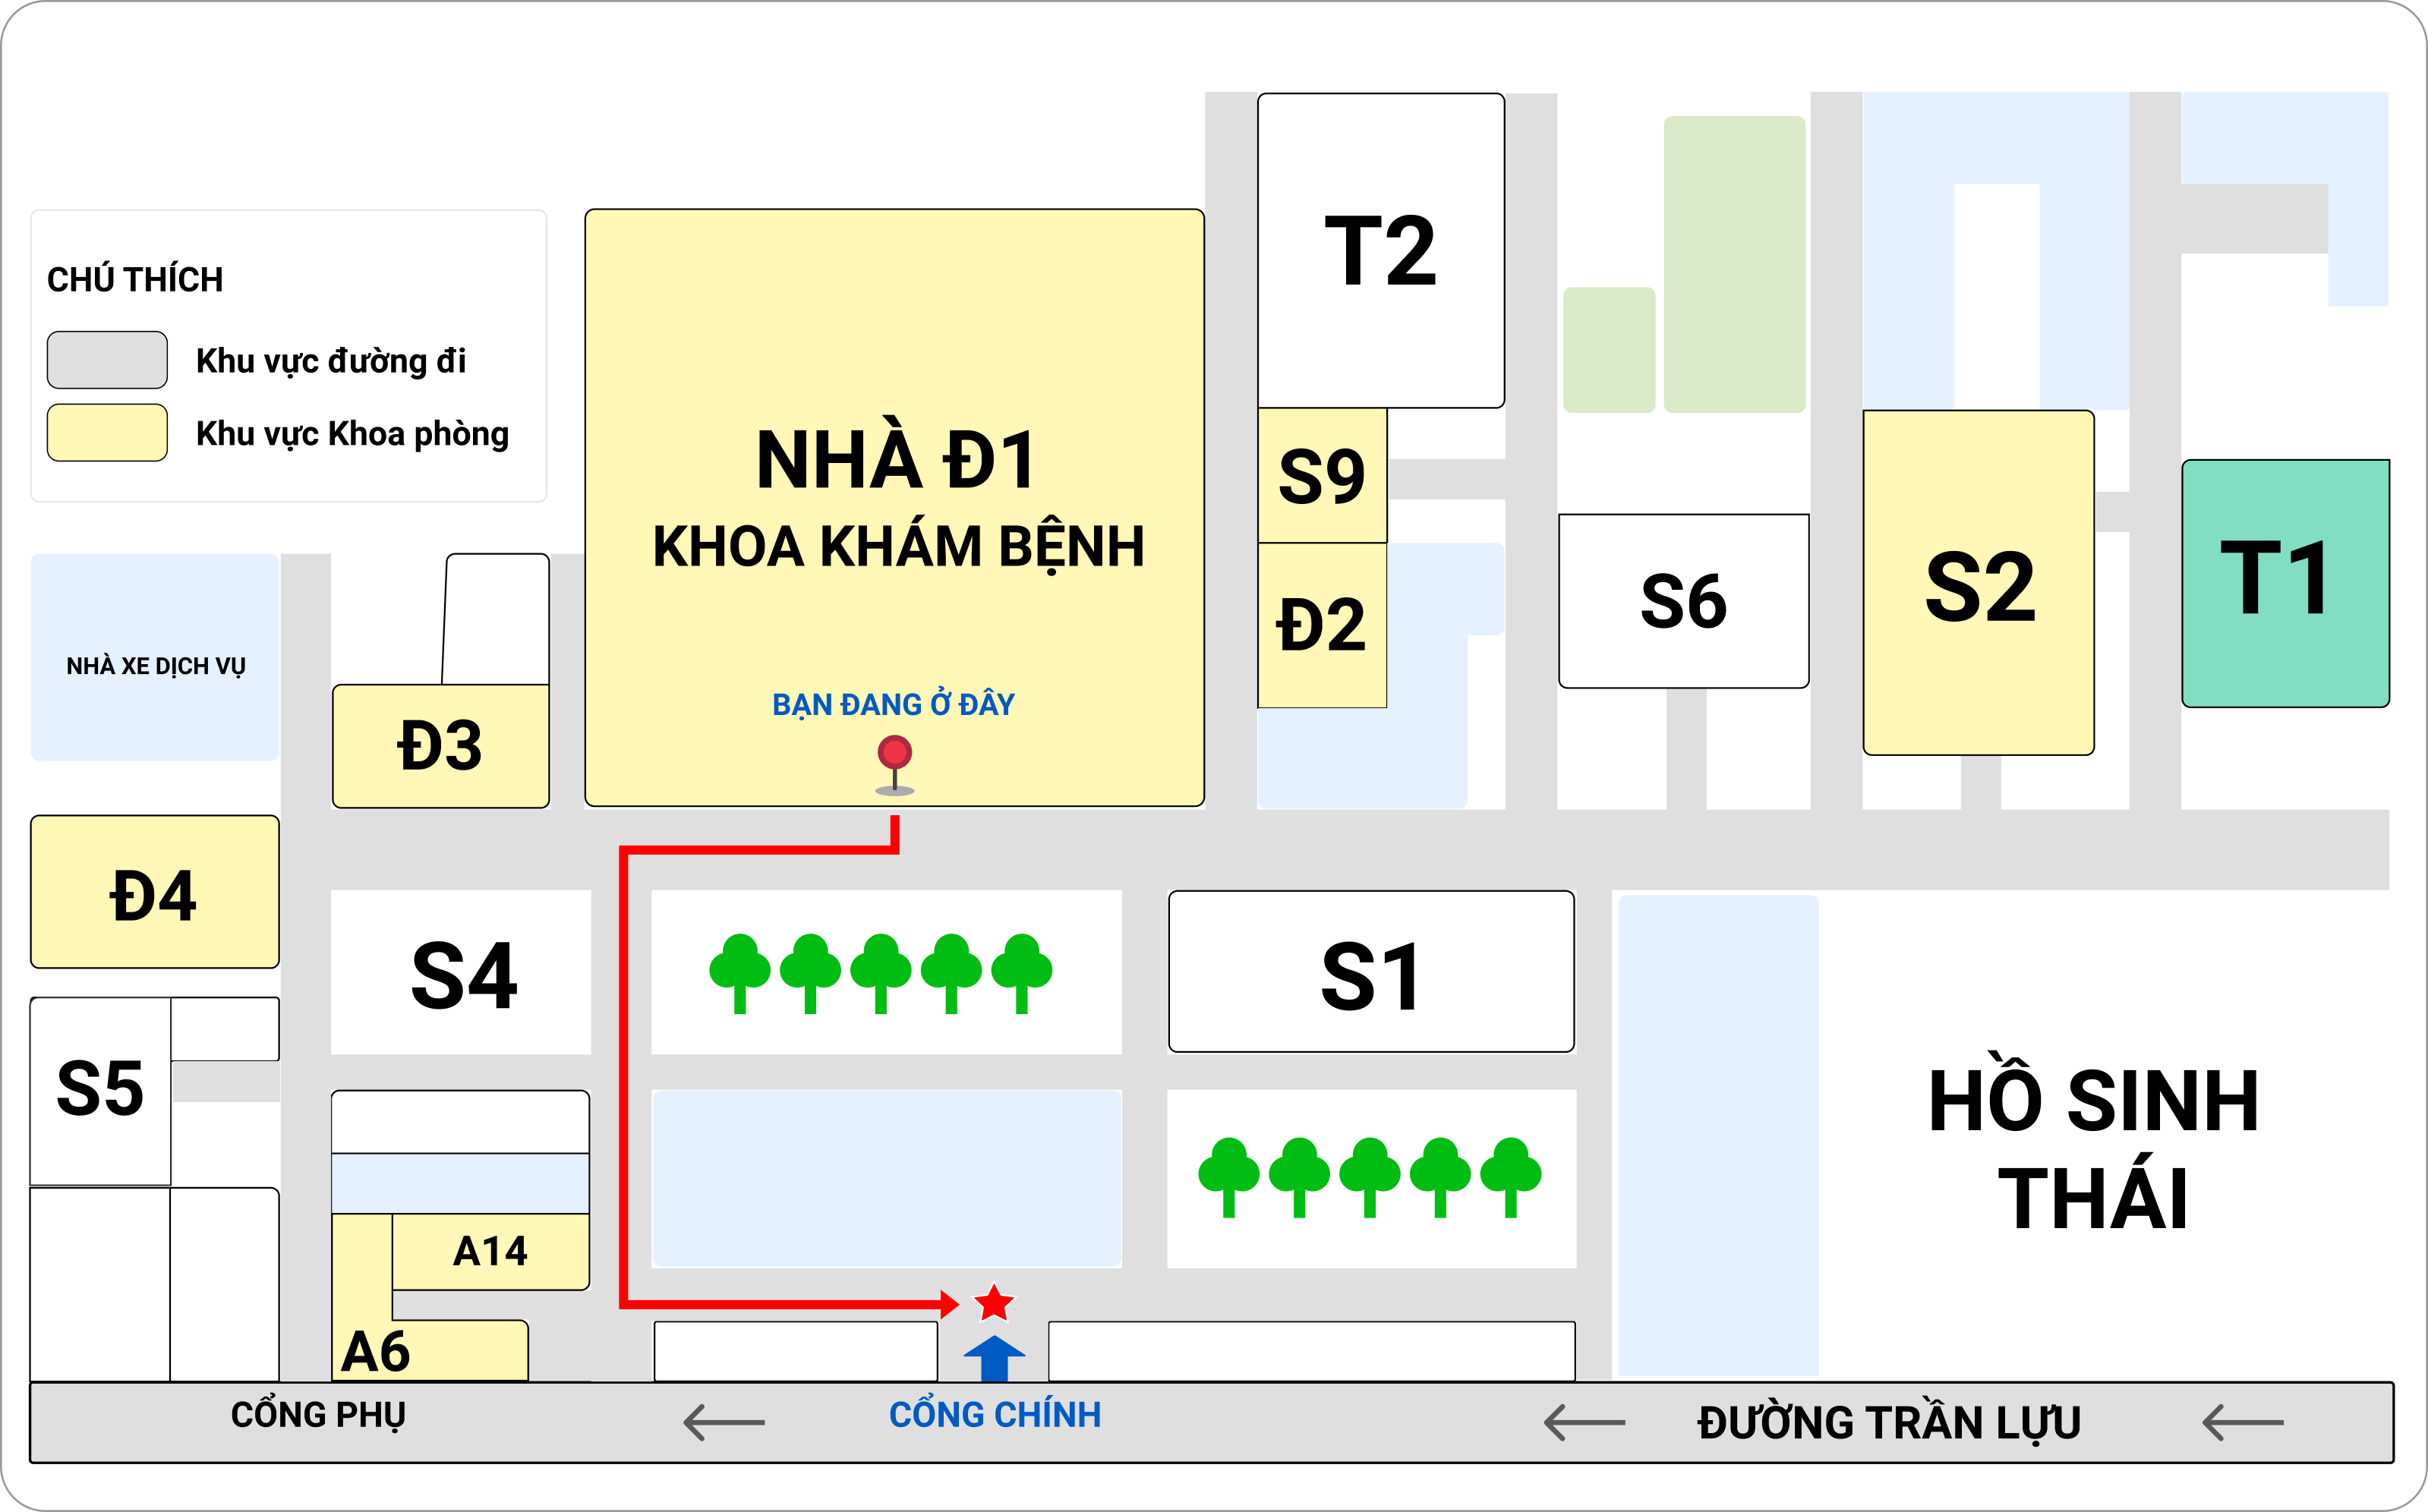 CHÚ THÍCH
Khu vực đường đi
Khu vực Khoa phòng
NHÀ Đ1
KHOA KHÁM BỆNH
BẠN ĐANG Ở ĐÂY
T2
S9
Đ2
S6
S2
T1
NHÀ XE DỊCH VỤ
Đ3
Đ4
S4
S1
S5
HỒ SINH
THÁI
A14
A6
CỔNG PHỤ
CỔNG CHÍNH
ĐƯỜNG TRẦN LỰU